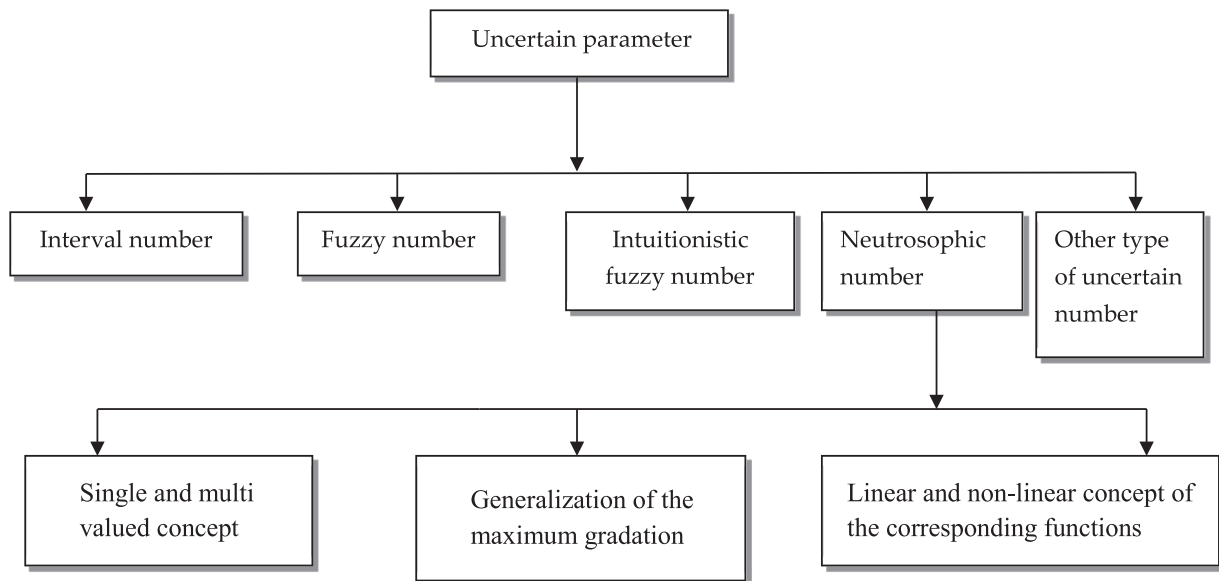 Uncertain parameter
Interval number
Fuzzy number
Intuitionistic
fuzzy number
Neutrosophic
number
Other type
of uncertain
number
Single and multi
valued concept
Generalization of the
maximum gradation
Linear and non-linear concept of
the corresponding functions